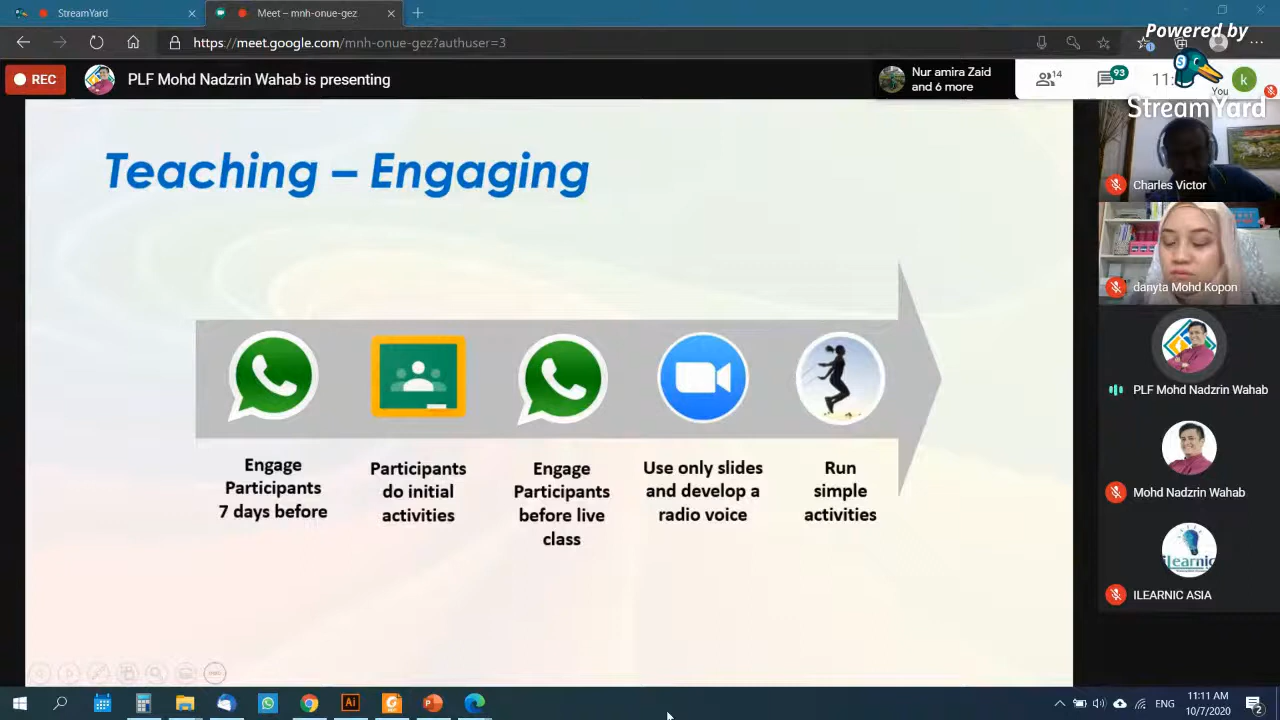 StreamYard
Meet – mnh-onue-gez
https://meet.google.com/mnh-onue-gez?authuser=3
Powered by
StreamYard
REC
PLF Mohd Nadzrin Wahab is presenting
Nur amira Zaid
and 6 more
14
93
11:
You
k
Teaching – Engaging
Engage
Participants
7 days before
Participants
do initial
activities
Engage
Participants
before live
class
Use only slides
and develop a
radio voice
Run
simple
activities
Charles Victor
danyta Mohd Kopon
PLF Mohd Nadzrin Wahab
Mohd Nadzrin Wahab
ilearnic
ILEARNIC ASIA
Ai
ENG
11:11 AM
10/7/2020
2